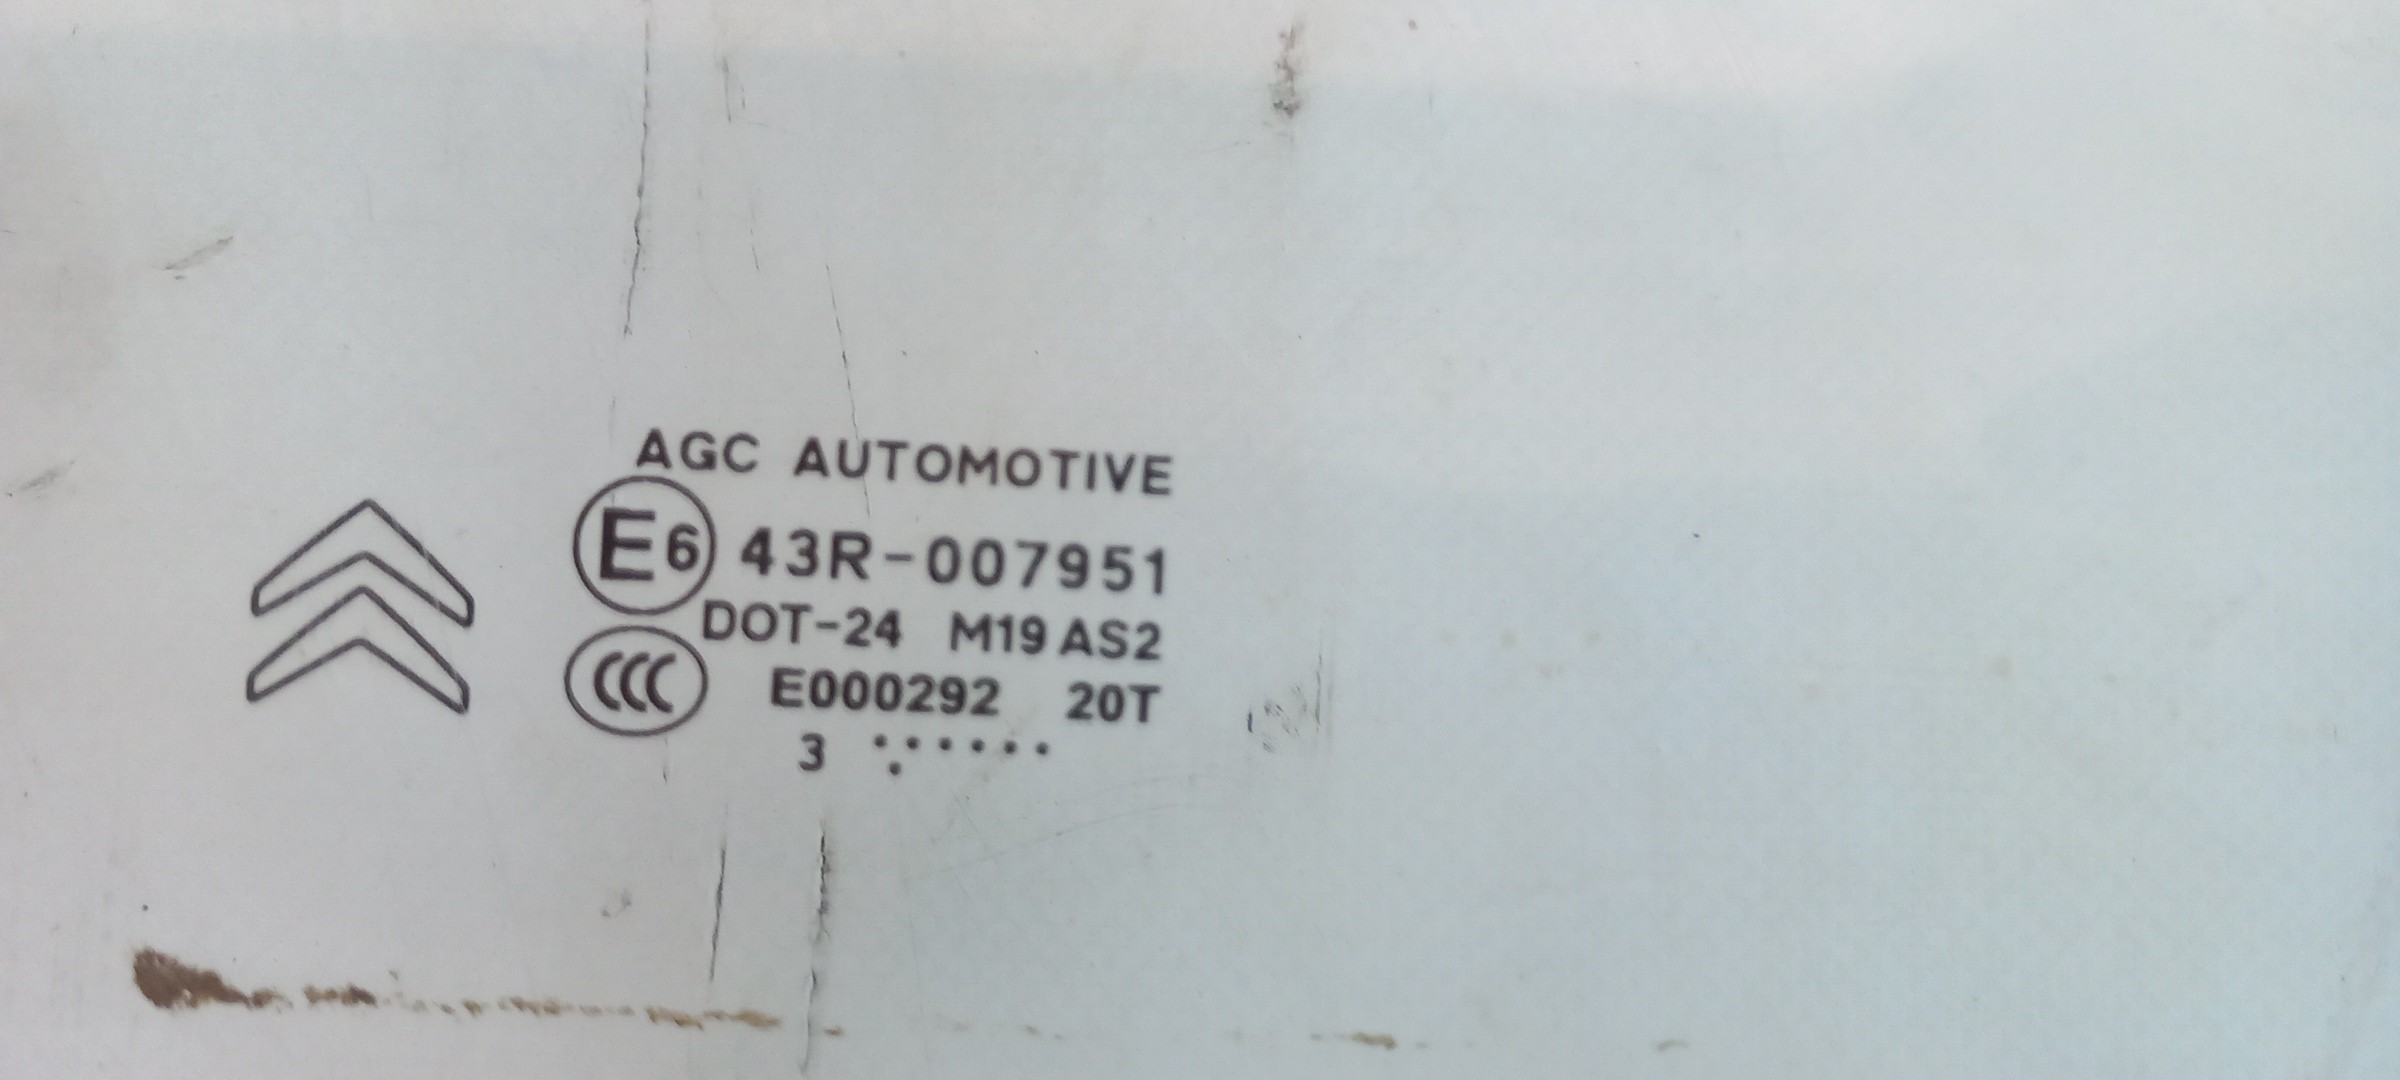 AGC AUTOMOTIVE
E6 43R-007951
DOT-24 M19 AS2
CCC E000292 20T
3 ⋅̣⋅⋅⋅⋅⋅